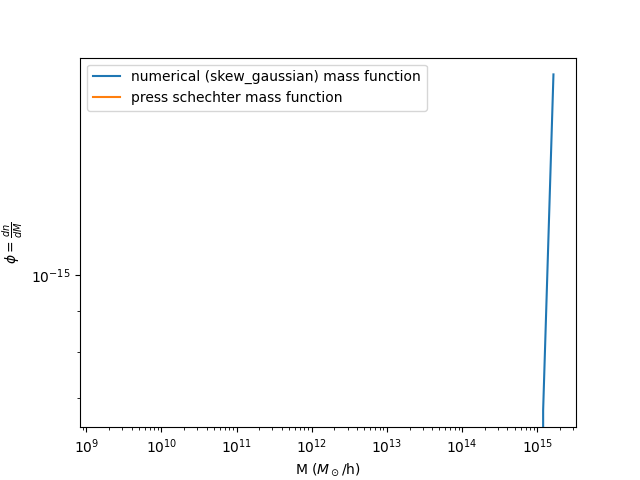 numerical (skew_gaussian) mass function
press schechter mass function
ϕ = dn/dM
10⁻¹⁵
10⁹ 10¹⁰ 10¹¹ 10¹² 10¹³ 10¹⁴ 10¹⁵
M (M⊙/h)